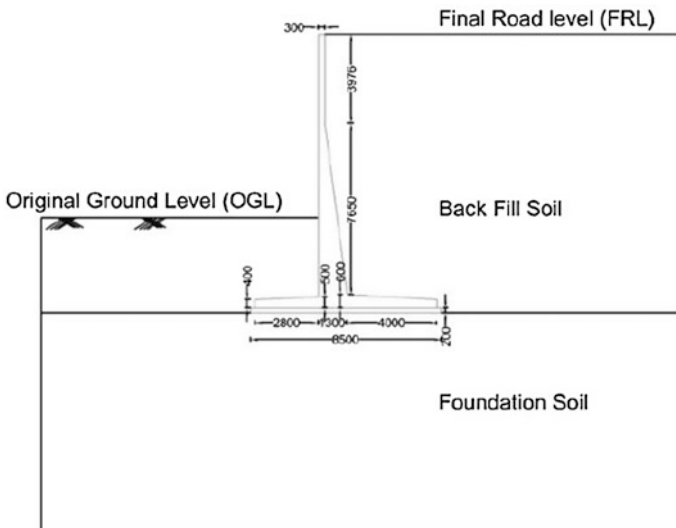 Final Road level (FRL)
300
3976
Original Ground Level (OGL)
Back Fill Soil
7650
400
500
600
2800
1300
4000
200
8500
Foundation Soil